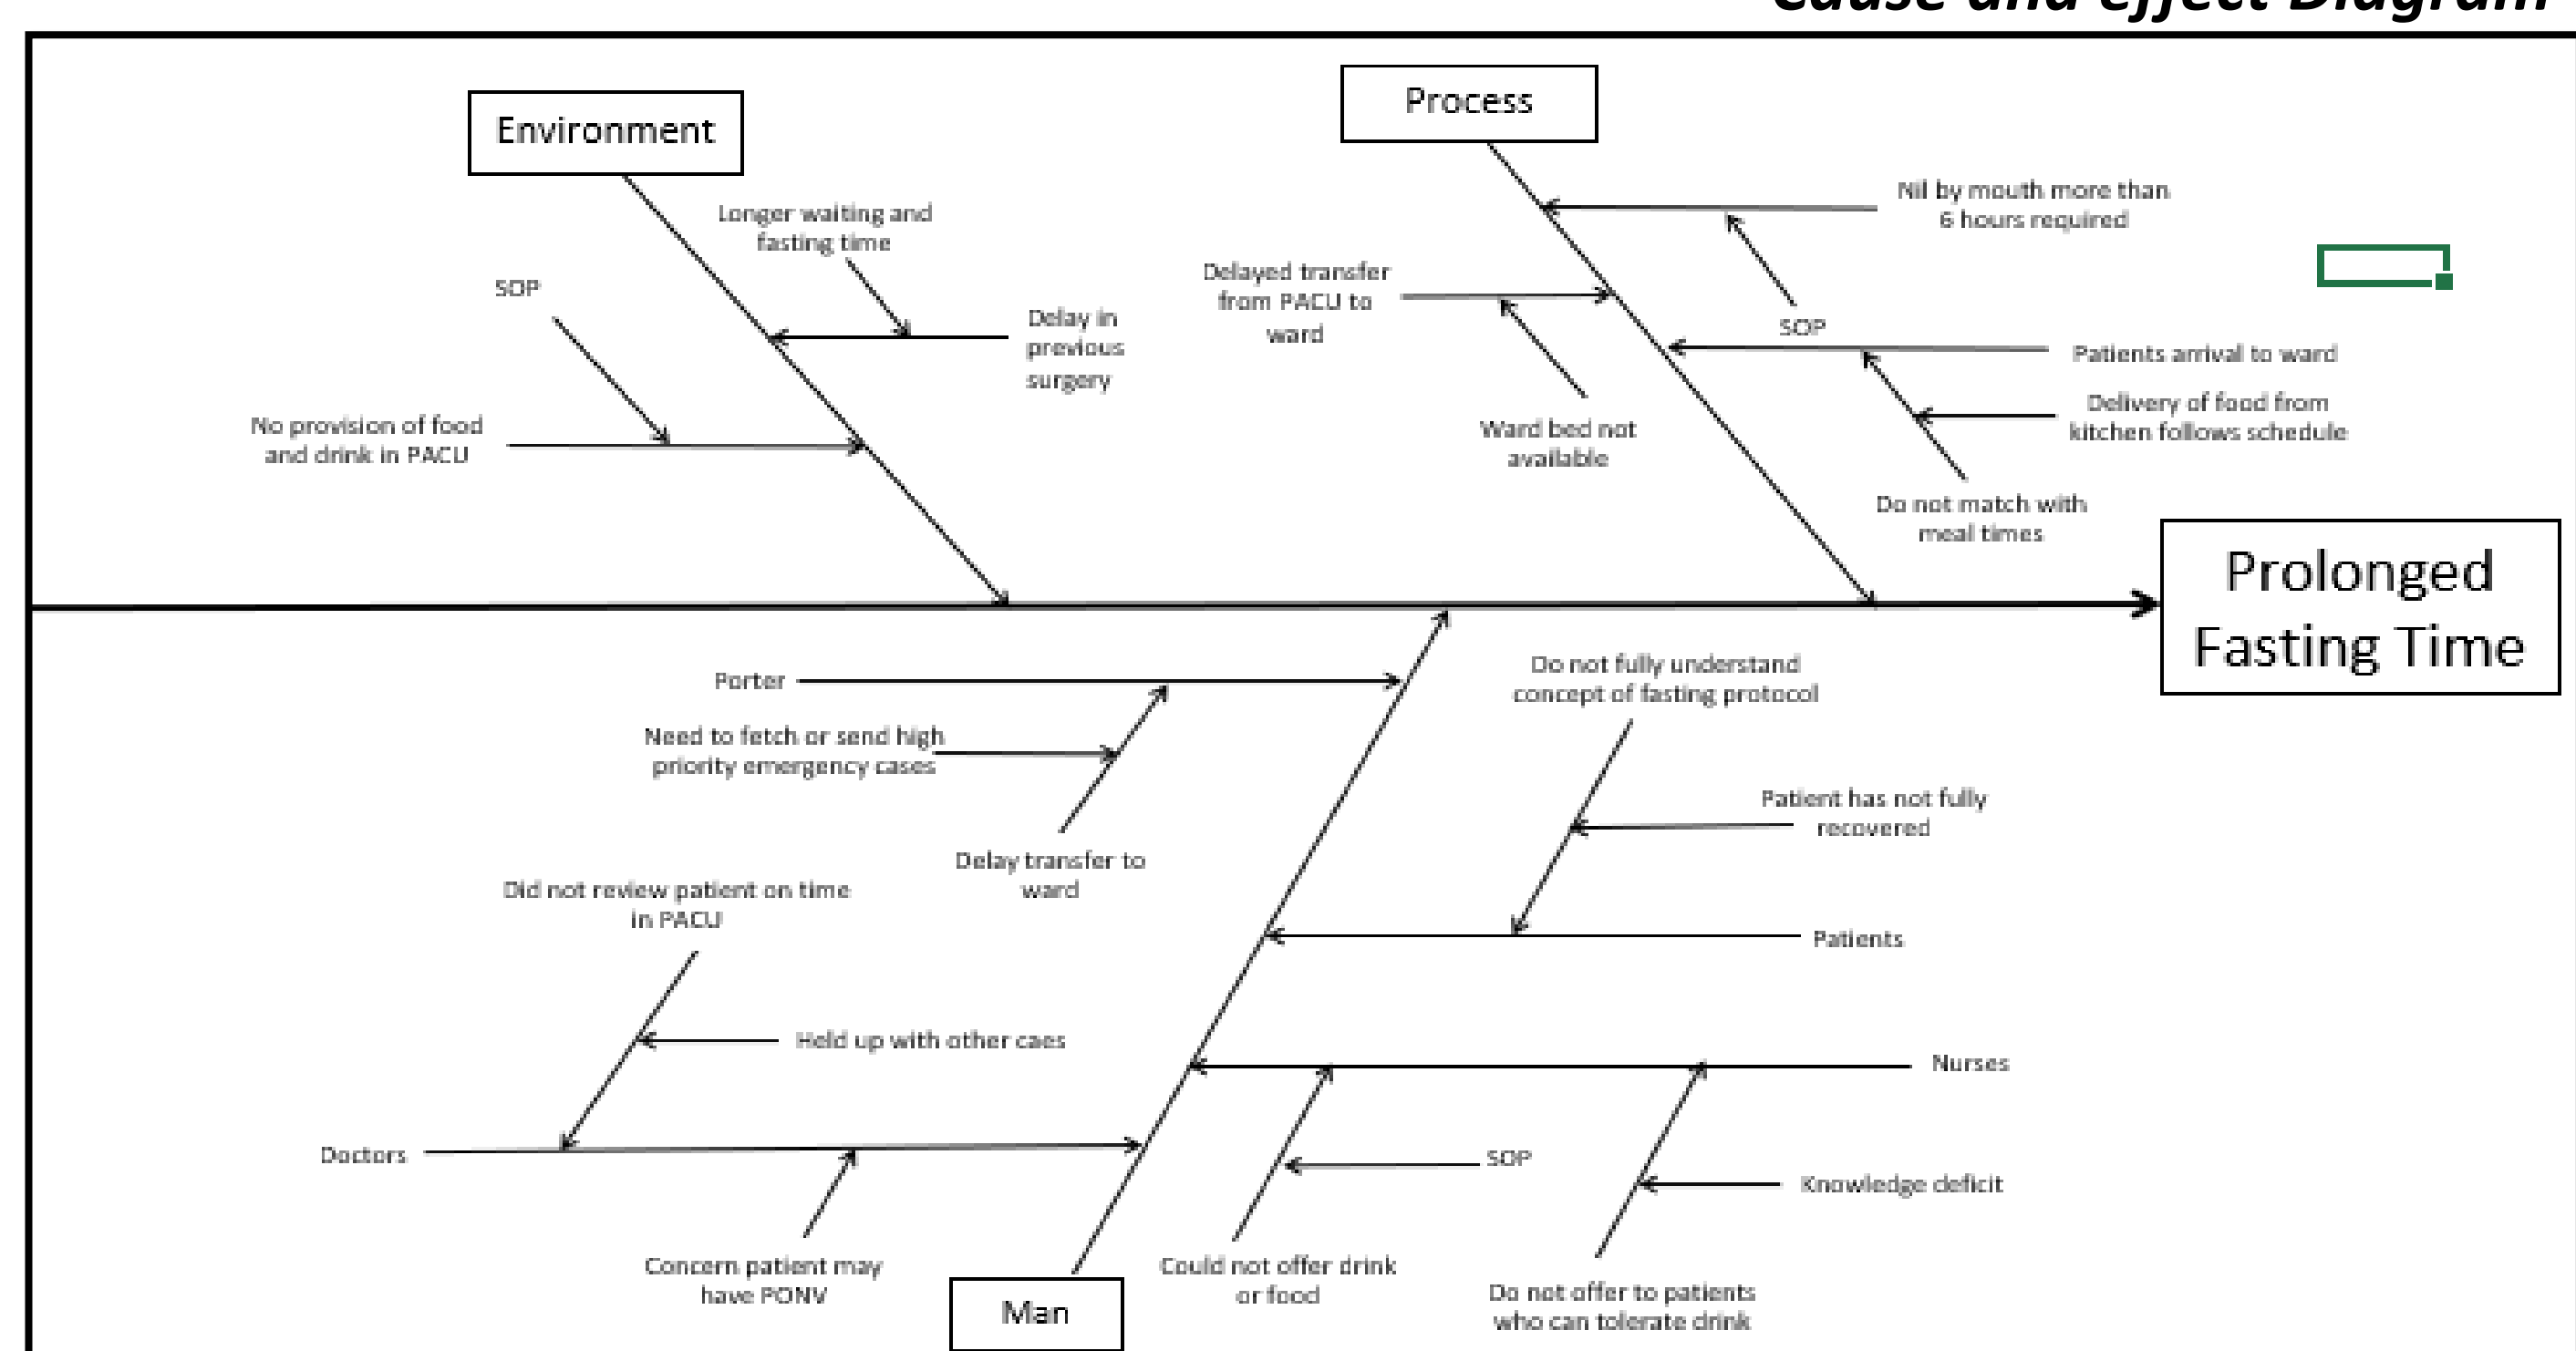 Cause and effect Diagram
Environment
Process
Longer waiting and
fasting time
SOP
Delay in
previous
surgery
No provision of food
and drink in PACU
Nil by mouth more than
6 hours required
Delayed transfer
from PACU to
ward
SOP
Patients arrival to ward
Delivery of food from
kitchen follows schedule
Ward bed not
available
Do not match with
meal times
Prolonged
Fasting Time
Porter
Need to fetch or send high
priority emergency cases
Delay transfer to
ward
Do not fully understand
concept of fasting protocol
Patient has not fully
recovered
Patients
Did not review patient on time
in PACU
Held up with other caes
Doctors
Concern patient may
have PONV
Nurses
SOP
Knowledge deficit
Could not offer drink
or food
Do not offer to patients
who can tolerate drink
Man